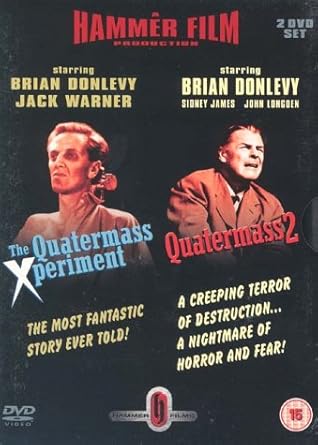 HAMMER FILM
PRODUCTION
2 DVD
SET
starring
BRIAN DONLEVY
JACK WARNER
starring
BRIAN DONLEVY
SIDNEY JAMES JOHN LONGDEN
The Quatermass
Xperiment
Quatermass 2
THE MOST FANTASTIC
STORY EVER TOLD!
A CREEPING TERROR
OF DESTRUCTION...
A NIGHTMARE OF
HORROR AND FEAR!
DVD
VIDEO
HAMMER FILMS
15